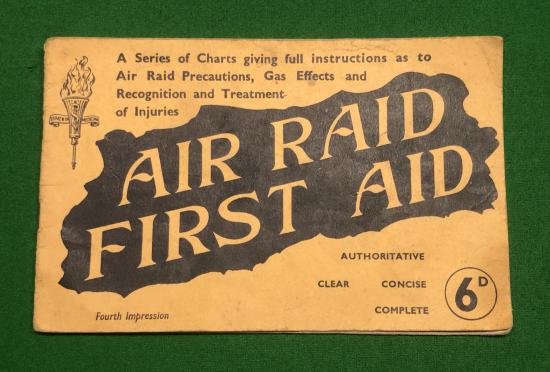 A Series of Charts giving full instructions as to
Air Raid Precautions, Gas Effects and
Recognition and Treatment
of Injuries
AIR RAID
FIRST AID
AUTHORITATIVE
CLEAR CONCISE
COMPLETE
6D
Fourth Impression